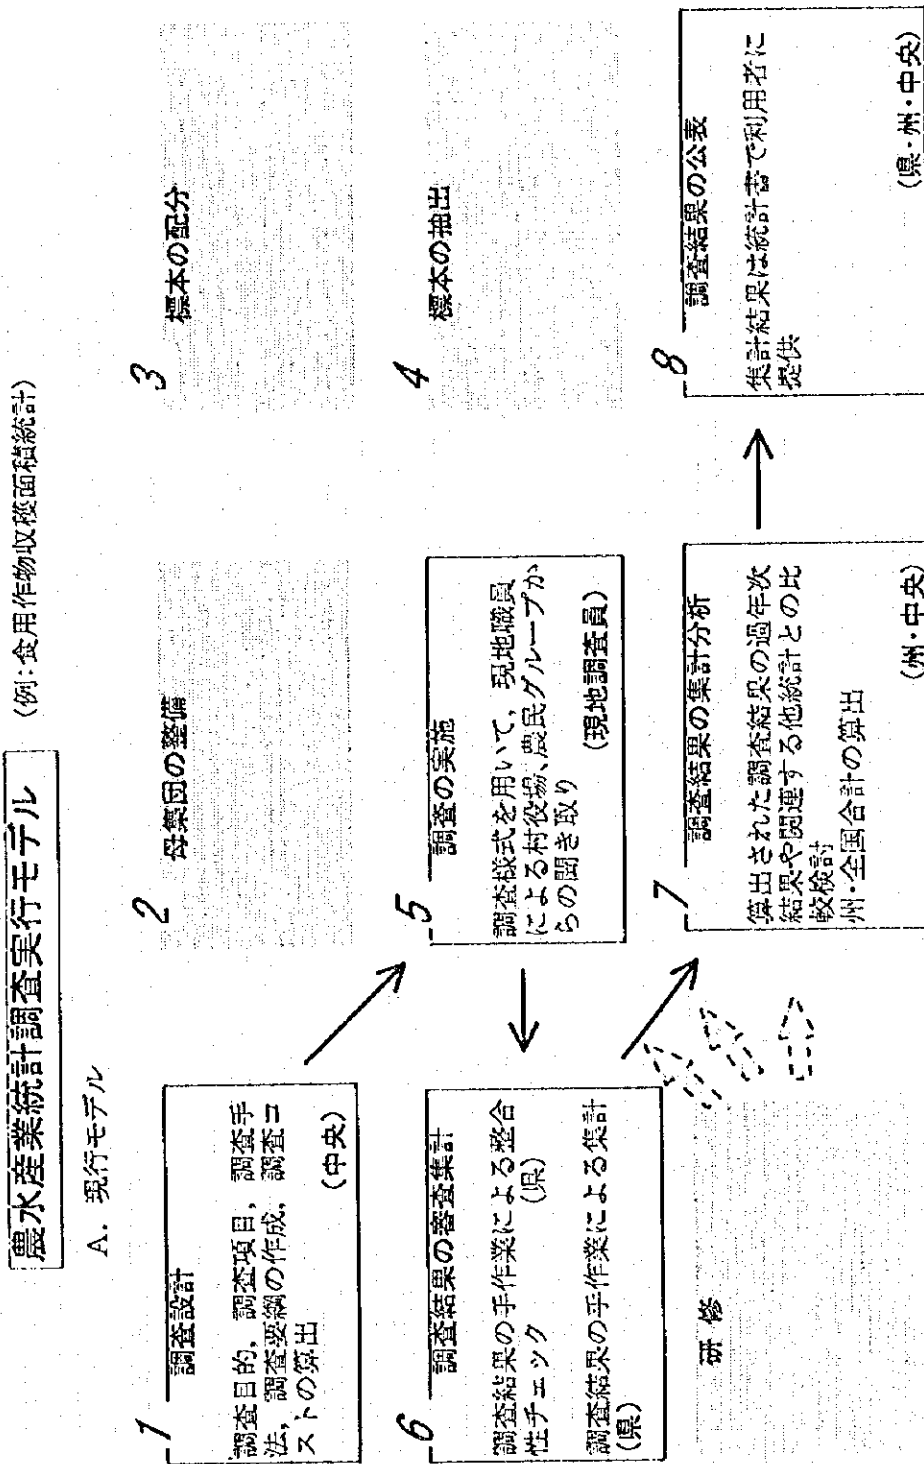 農水産業統計調査実行モデル
(例:食用作物収穫面積統計)
A. 現行モデル
1
調査設計
調査目的, 調査項目, 調査手
法, 調査要綱の作成, 調査コ
ストの算出
(中央)
2
母集団の整備
3
標本の配分
4
標本の抽出
5
調査の実施
調査様式を用いて, 現地職員
による村役場、農民グループか
らの聞き取り
(現地調査員)
6
調査結果の審査集計
調査結果の手作業による整合
性チェック (県)
調査結果の手作業による集計
(県)
7
調査結果の集計分析
算出された調査結果の過年次
結果や関連する他統計との比
較検討
州・全国合計の算出
(州・中央)
8
調査結果の公表
集計結果は統計書で利用者に
提供
(県・州・中央)
研修